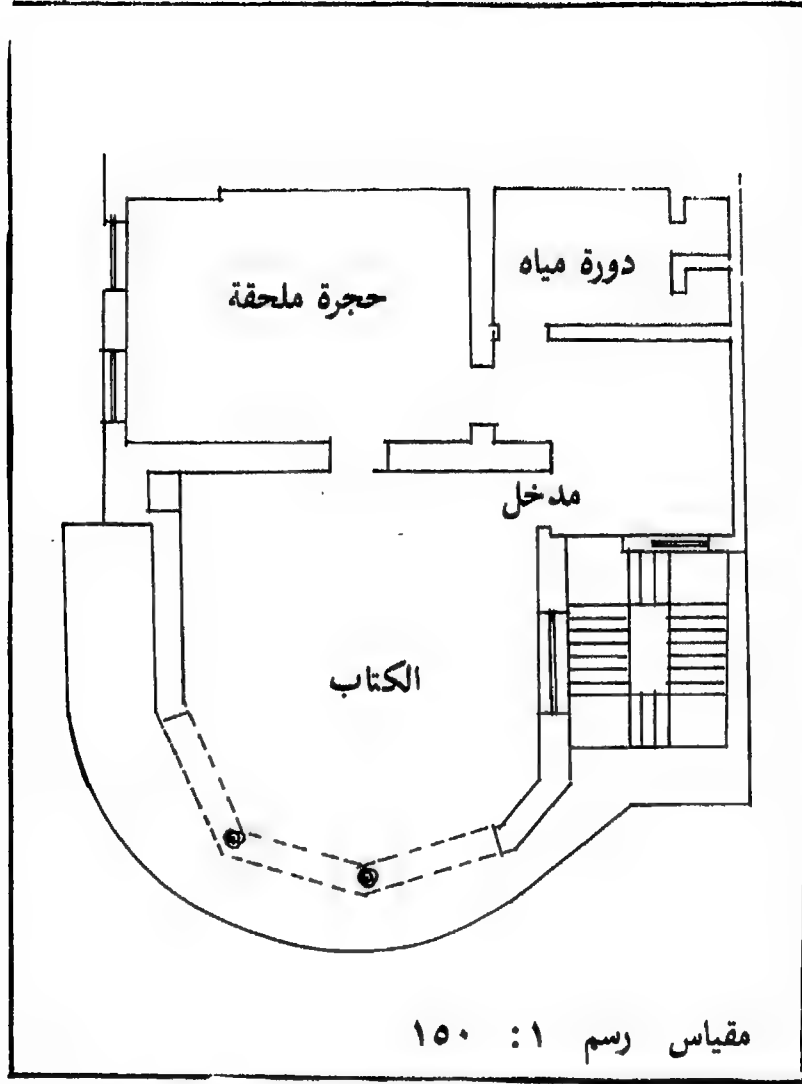 دورة مياه
حجرة ملحقة
مدخل
الكتاب
مقياس رسم ١: ١٥٠